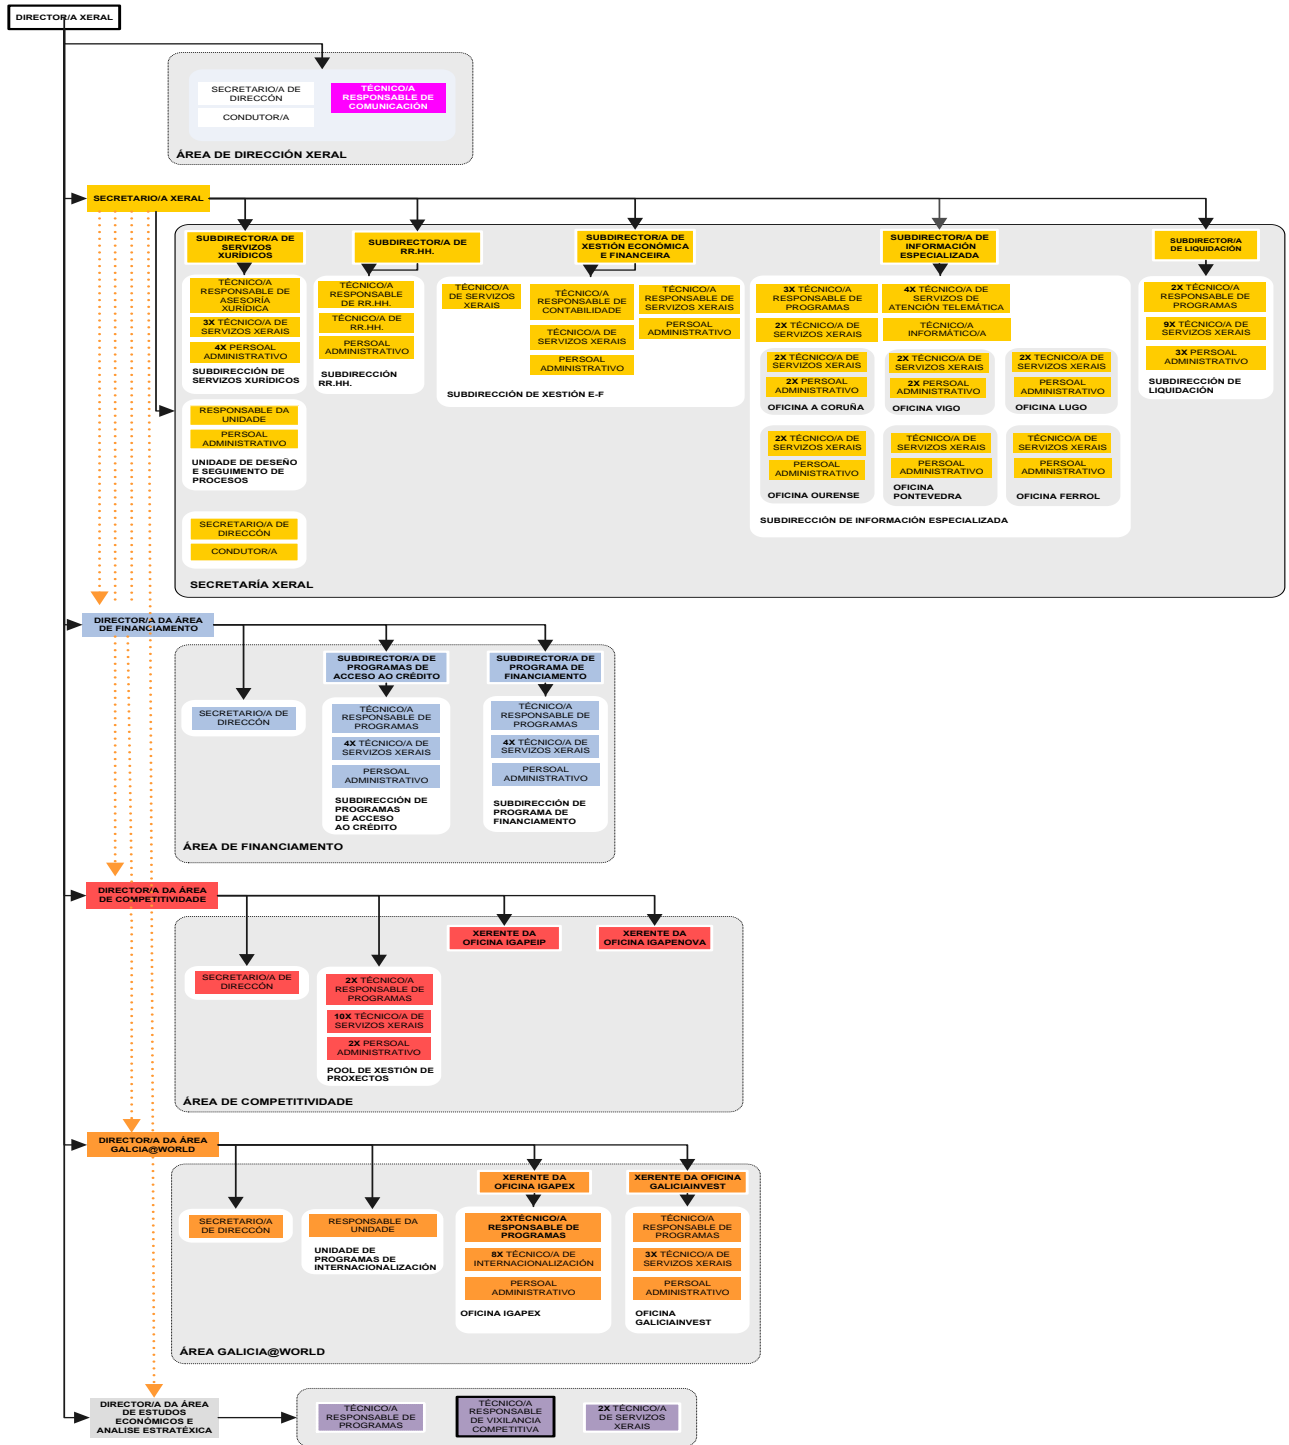 DIRECTOR/A XERAL
SECRETARIO/A DE
DIRECCÓN
CONDUTOR/A
TÉCNICO/A
RESPONSABLE DE
COMUNICACIÓN
ÁREA DE DIRECCIÓN XERAL
SECRETARIO/A XERAL
SUBDIRECTOR/A DE
SERVIZOS
XURÍDICOS
TÉCNICO/A
RESPONSABLE DE
ASESORÍA
XURÍDICA
3X TÉCNICO/A DE
SERVIZOS XERAIS
4X PERSOAL
ADMINISTRATIVO
SUBDIRECCIÓN DE
SERVIZOS XURÍDICOS
RESPONSABLE DA
UNIDADE
PERSOAL
ADMINISTRATIVO
UNIDADE DE DESEÑO
E SEGUIMENTO DE
PROCESOS
SECRETARIO/A DE
DIRECCÓN
CONDUTOR/A
SUBDIRECTOR/A DE
RR.HH.
TÉCNICO/A
RESPONSABLE
DE RR.HH.
TÉCNICO/A DE
RR.HH.
PERSOAL
ADMINISTRATIVO
SUBDIRECCIÓN
RR.HH.
SUBDIRECTOR/A DE
XESTIÓN ECONÓMICA
E FINANCEIRA
TÉCNICO/A
DE SERVIZOS
XERAIS
TÉCNICO/A
RESPONSABLE DE
CONTABILIDADE
TÉCNICO/A DE
SERVIZOS XERAIS
PERSOAL
ADMINISTRATIVO
TÉCNICO/A
RESPONSABLE DE
SERVIZOS XERAIS
PERSOAL
ADMINISTRATIVO
SUBDIRECCIÓN DE XESTIÓN E-F
SUBDIRECTOR/A DE
INFORMACIÓN
ESPECIALIZADA
3X TÉCNICO/A
RESPONSABLE DE
PROGRAMAS
2X TÉCNICO/A DE
SERVIZOS XERAIS
4X TÉCNICO/A DE
SERVIZOS DE
ATENCIÓN TELEMÁTICA
TÉCNICO/A
INFORMÁTICO/A
2X TÉCNICO/A DE
SERVIZOS XERAIS
2X PERSOAL
ADMINISTRATIVO
OFICINA A CORUÑA
2X TÉCNICO/A DE
SERVIZOS XERAIS
2X PERSOAL
ADMINISTRATIVO
OFICINA VIGO
2X TECNICO/A DE
SERVIZOS XERAIS
PERSOAL
ADMINISTRATIVO
OFICINA LUGO
2X TÉCNICO/A DE
SERVIZOS XERAIS
PERSOAL
ADMINISTRATIVO
OFICINA OURENSE
TÉCNICO/A DE
SERVIZOS XERAIS
PERSOAL
ADMINISTRATIVO
OFICINA
PONTEVEDRA
TÉCNICO/A DE
SERVIZOS XERAIS
PERSOAL
ADMINISTRATIVO
OFICINA FERROL
SUBDIRECCIÓN DE INFORMACIÓN ESPECIALIZADA
SUBDIRECTOR/A
DE LIQUIDACIÓN
2X TÉCNICO/A
RESPONSABLE DE
PROGRAMAS
9X TÉCNICO/A DE
SERVIZOS XERAIS
3X PERSOAL
ADMINISTRATIVO
SUBDIRECCIÓN DE
LIQUIDACIÓN
SECRETARÍA XERAL
DIRECTOR/A DA ÁREA
DE FINANCIAMENTO
SECRETARIO/A DE
DIRECCÓN
SUBDIRECTOR/A DE
PROGRAMAS DE
ACCESO AO CRÉDITO
TÉCNICO/A
RESPONSABLE DE
PROGRAMAS
4X TÉCNICO/A DE
SERVIZOS XERAIS
PERSOAL
ADMINISTRATIVO
SUBDIRECCIÓN DE
PROGRAMAS
DE ACCESO
AO CRÉDITO
SUBDIRECTOR/A DE
PROGRAMA DE
FINANCIAMENTO
TÉCNICO/A
RESPONSABLE DE
PROGRAMAS
4X TÉCNICO/A DE
SERVIZOS XERAIS
PERSOAL
ADMINISTRATIVO
SUBDIRECCIÓN DE
PROGRAMA DE
FINANCIAMENTO
ÁREA DE FINANCIAMENTO
DIRECTOR/A DA ÁREA
DE COMPETITIVIDADE
SECRETARIO/A DE
DIRECCÓN
2X TÉCNICO/A
RESPONSABLE DE
PROGRAMAS
10X TÉCNICO/A DE
SERVIZOS XERAIS
2X PERSOAL
ADMINISTRATIVO
POOL DE XESTIÓN DE
PROXECTOS
XERENTE DA
OFICINA IGAPEIP
XERENTE DA
OFICINA IGAPENOVA
ÁREA DE COMPETITIVIDADE
DIRECTOR/A DA ÁREA
GALCIA@WORLD
SECRETARIO/A
DE DIRECCÓN
RESPONSABLE DA
UNIDADE
UNIDADE DE
PROGRAMAS DE
INTERNACIONALIZACIÓN
XERENTE DA
OFICINA IGAPEX
2XTÉCNICO/A
RESPONSABLE DE
PROGRAMAS
8X TÉCNICO/A DE
INTERNACIONALIZACIÓN
PERSOAL
ADMINISTRATIVO
OFICINA IGAPEX
XERENTE DA OFICINA
GALICIAINVEST
TÉCNICO/A
RESPONSABLE DE
PROGRAMAS
3X TÉCNICO/A DE
SERVIZOS XERAIS
PERSOAL
ADMINISTRATIVO
OFICINA
GALICIAINVEST
ÁREA GALICIA@WORLD
DIRECTOR/A DA ÁREA
DE ESTUDOS
ECONÓMICOS E
ANALISE ESTRATÉXICA
TÉCNICO/A
RESPONSABLE DE
PROGRAMAS
TÉCNICO/A
RESPONSABLE
DE VIXILANCIA
COMPETITIVA
2X TÉCNICO/A
DE SERVIZOS
XERAIS